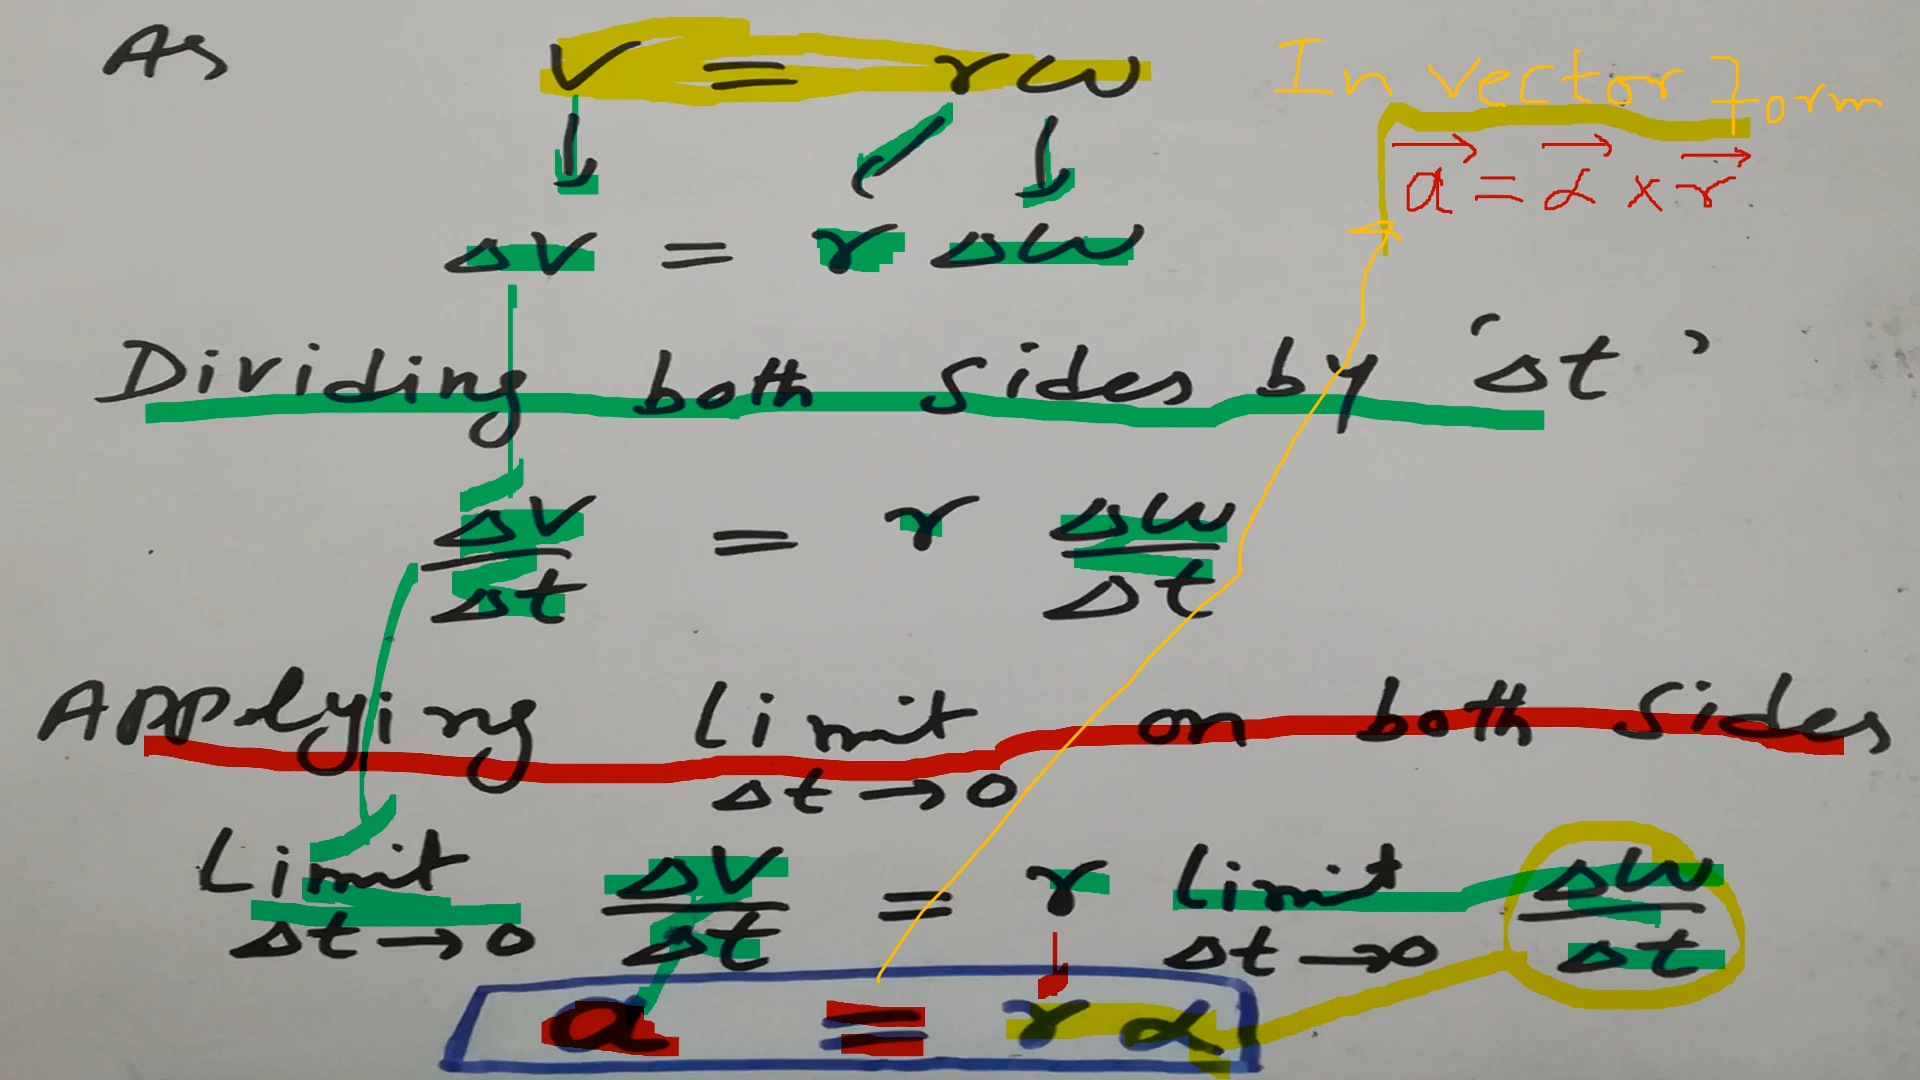 As v = rω
In vector form
a⃗ = α⃗ × r⃗
Δv = r Δω
Dividing both sides by 'Δt'
Δv/Δt = r Δω/Δt
Applying limit on both sides
Δt → 0
Limit Δv/Δt = r limit Δω/Δt
Δt → 0 Δt → 0
a = r α